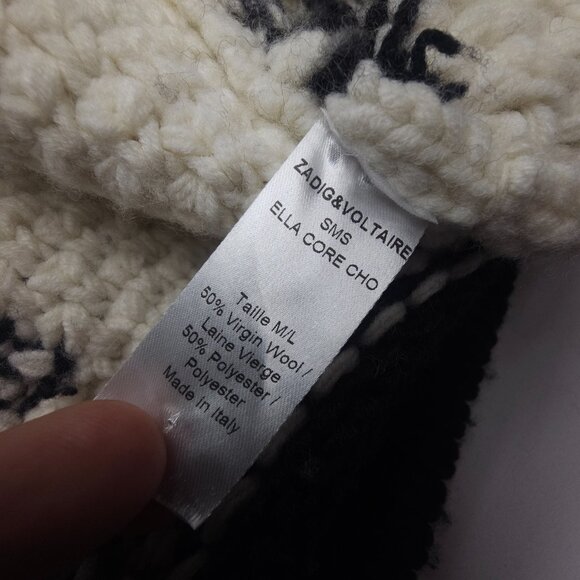 ZADIG&VOLTAIRE
SMS
ELLA CORE CHO
Taille M/L
50% Virgin Wool /
Laine Vierge
50% Polyester /
Polyester
Made in Italy